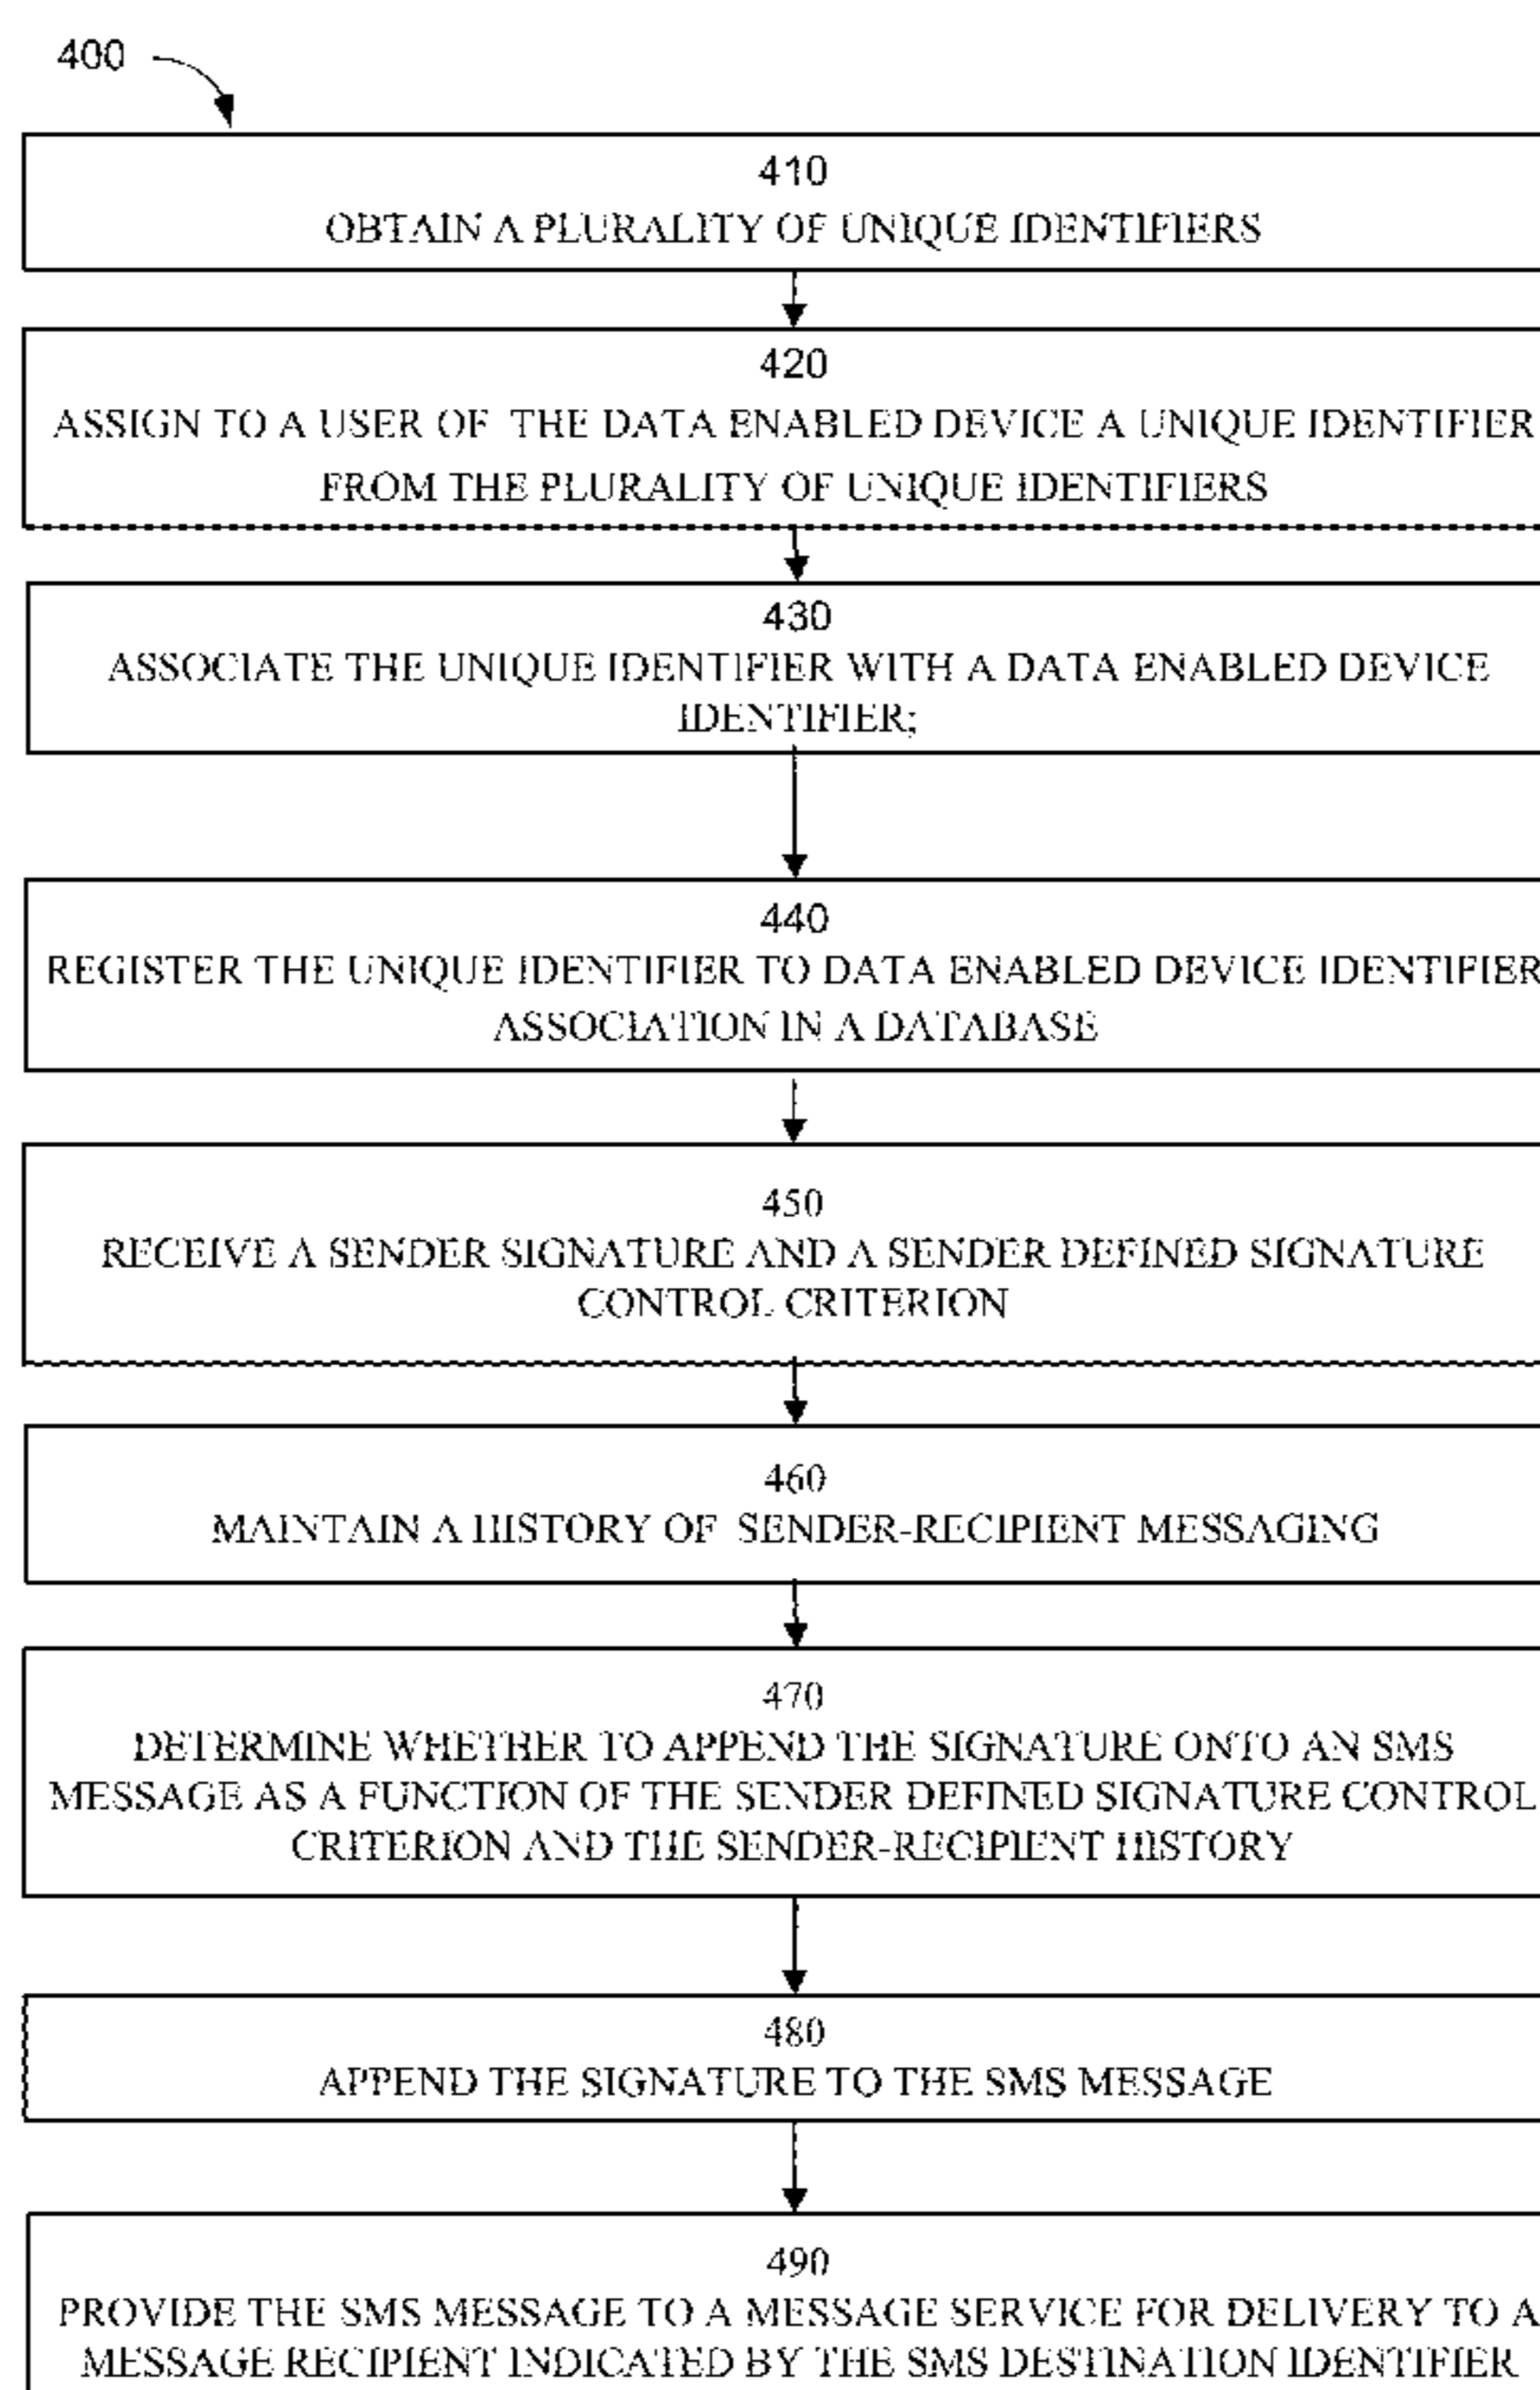 400
410
OBTAIN A PLURALITY OF UNIQUE IDENTIFIERS
420
ASSIGN TO A USER OF THE DATA ENABLED DEVICE A UNIQUE IDENTIFIER
FROM THE PLURALITY OF UNIQUE IDENTIFIERS
430
ASSOCIATE THE UNIQUE IDENTIFIER WITH A DATA ENABLED DEVICE
IDENTIFIER;
440
REGISTER THE UNIQUE IDENTIFIER TO DATA ENABLED DEVICE IDENTIFIER
ASSOCIATION IN A DATABASE
450
RECEIVE A SENDER SIGNATURE AND A SENDER DEFINED SIGNATURE
CONTROL CRITERION
460
MAINTAIN A HISTORY OF SENDER-RECIPIENT MESSAGING
470
DETERMINE WHETHER TO APPEND THE SIGNATURE ONTO AN SMS
MESSAGE AS A FUNCTION OF THE SENDER DEFINED SIGNATURE CONTROL
CRITERION AND THE SENDER-RECIPIENT HISTORY
480
APPEND THE SIGNATURE TO THE SMS MESSAGE
490
PROVIDE THE SMS MESSAGE TO A MESSAGE SERVICE FOR DELIVERY TO A
MESSAGE RECIPIENT INDICATED BY THE SMS DESTINATION IDENTIFIER